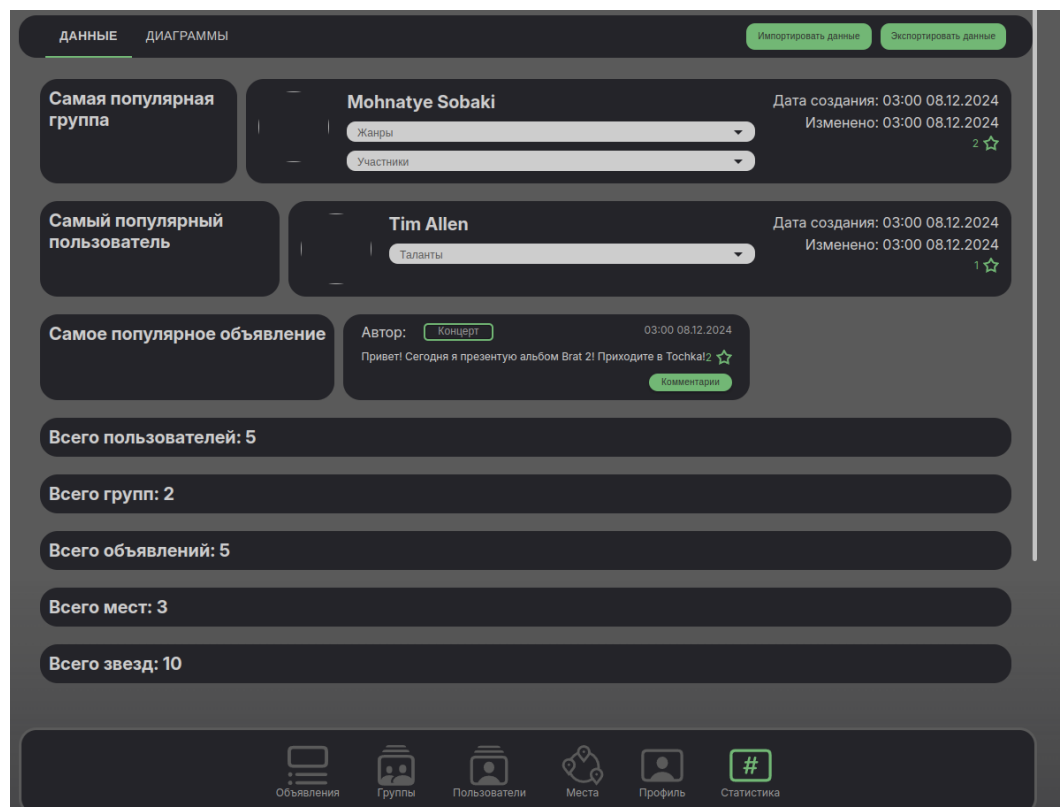 ДАННЫЕ ДИАГРАММЫ Импортировать данные Экспортировать данные
Самая популярная
группа
Mohnatye Sobaki
Жанры
Участники
Дата создания: 03:00 08.12.2024
Изменено: 03:00 08.12.2024
2
Самый популярный
пользователь
Tim Allen
Таланты
Дата создания: 03:00 08.12.2024
Изменено: 03:00 08.12.2024
1
Самое популярное объявление
Автор: Концерт 03:00 08.12.2024
Привет! Сегодня я презентую альбом Brat 2! Приходите в Tochka!2
Комментарии
Всего пользователей: 5
Всего групп: 2
Всего объявлений: 5
Всего мест: 3
Всего звезд: 10
#
Объявления Группы Пользователи Места Профиль Статистика